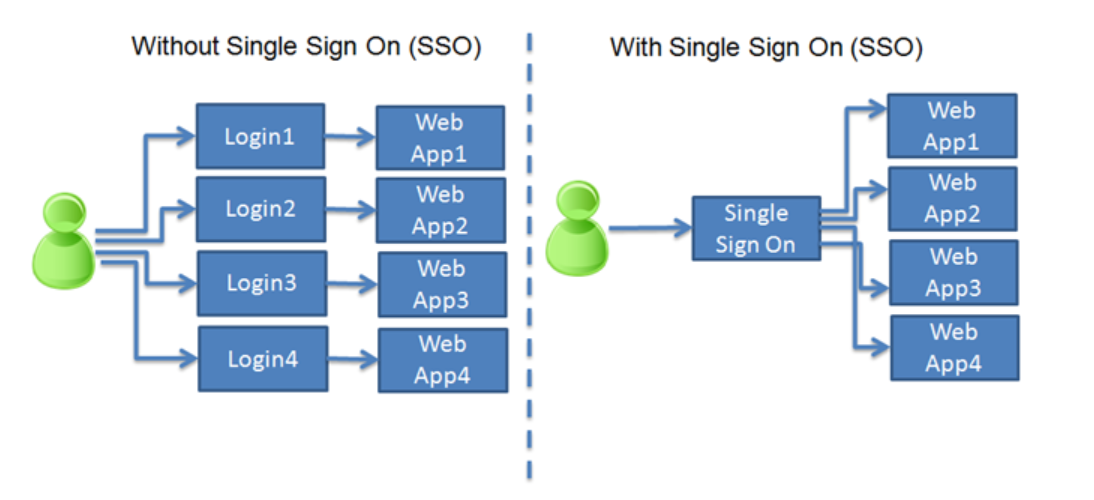 Without Single Sign On (SSO)
Login1
Web
App1
Login2
Web
App2
Login3
Web
App3
Login4
Web
App4
With Single Sign On (SSO)
Single
Sign On
Web
App1
Web
App2
Web
App3
Web
App4